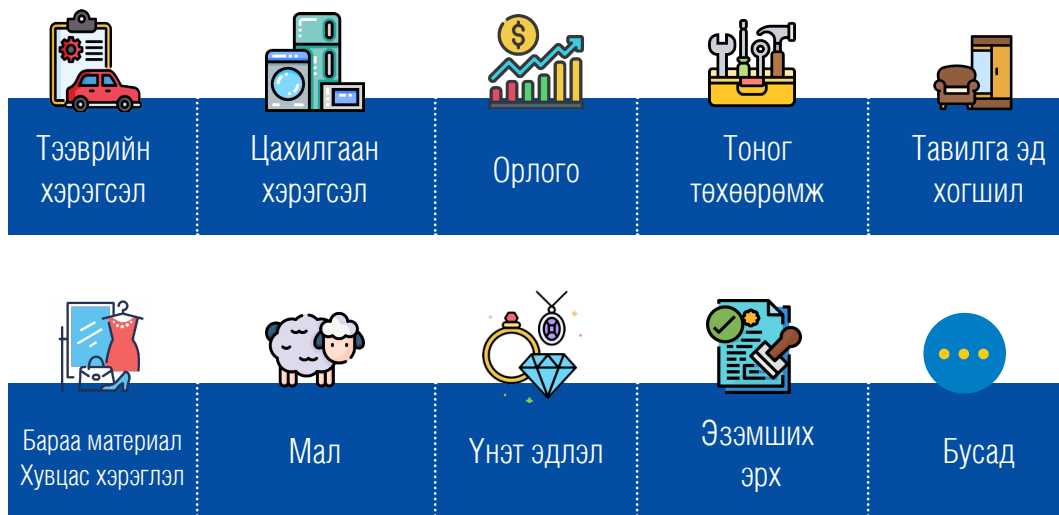 Тээврийн
хэрэгсэл
Цахилгаан
хэрэгсэл
Орлого
Тоног
төхөөрөмж
Тавилга эд
хогшил
Бараа материал
Хувцас хэрэглэл
Мал
Үнэт эдлэл
Эзэмших
эрх
Бусад